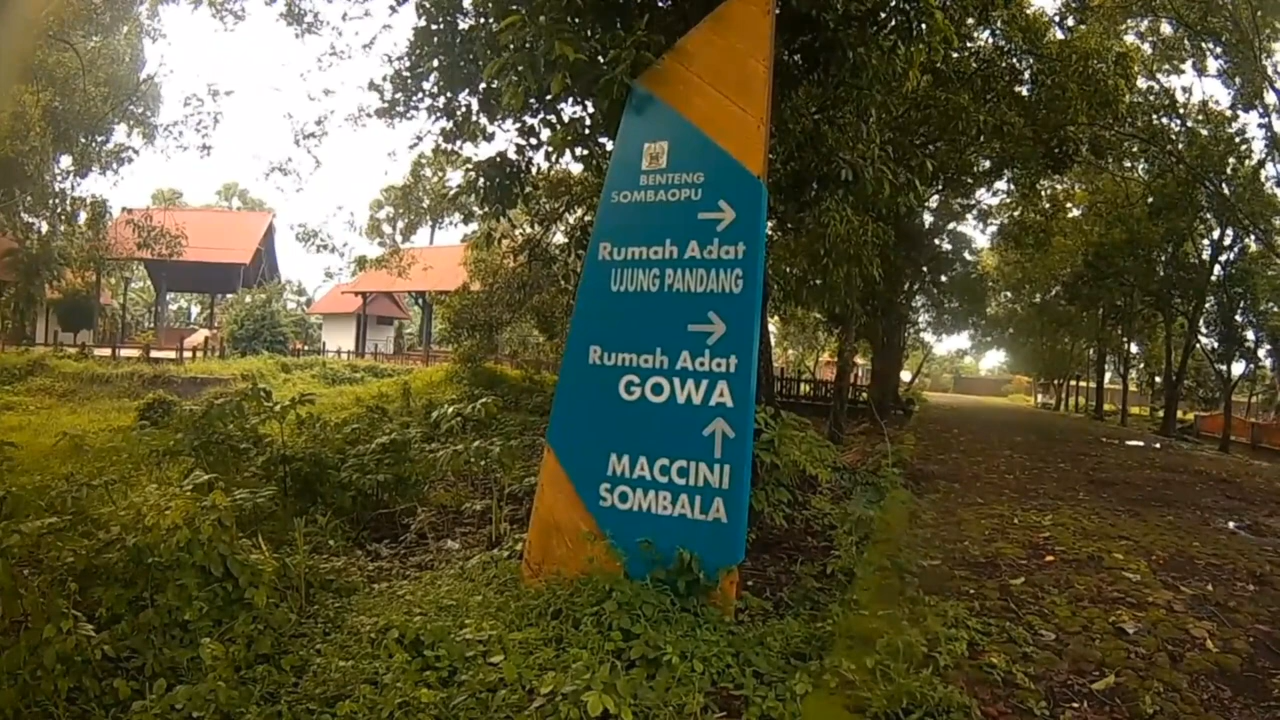 BENTENG
SOMBAOPU
→
Rumah Adat
UJUNG PANDANG
→
Rumah Adat
GOWA
↑
MACCINI
SOMBALA